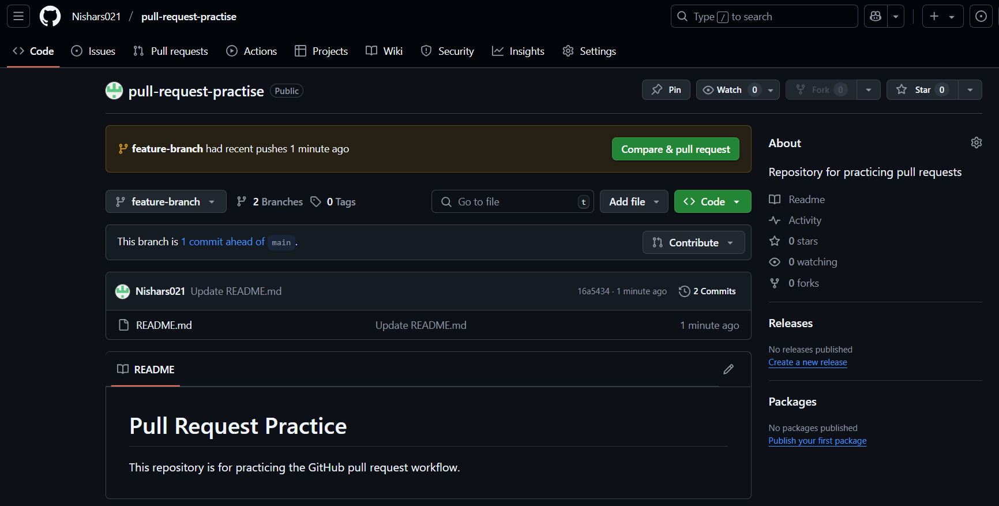 Nishars021 / pull-request-practise
Type / to search
Code Issues Pull requests Actions Projects Wiki Security Insights Settings
pull-request-practise Public
Pin Watch 0 Fork 0 Star 0
feature-branch had recent pushes 1 minute ago
Compare & pull request
feature-branch 2 Branches 0 Tags
Go to file t Add file Code
This branch is 1 commit ahead of main .
Contribute
Nishars021 Update README.md 16a5434 · 1 minute ago 2 Commits
README.md Update README.md 1 minute ago
README
Pull Request Practice
This repository is for practicing the GitHub pull request workflow.
About
Repository for practicing pull requests
Readme
Activity
0 stars
0 watching
0 forks
Releases
No releases published
Create a new release
Packages
No packages published
Publish your first package